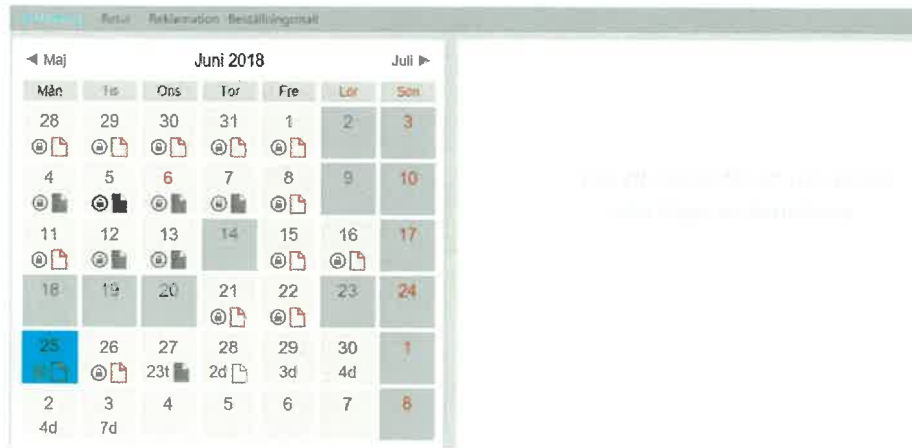 Retur Reklamation Beställningsmall
◀ Maj Juni 2018 Juli ▶
Mån Tis Ons Tor Fre Lör Sön
28 29 30 31 1 2 3
4 5 6 7 8 9 10
11 12 13 14 15 16 17
18 19 20 21 22 23 24
25 26 27 28 29 30 1
23t 2d 3d 4d
2 3 4 5 6 7 8
4d 7d